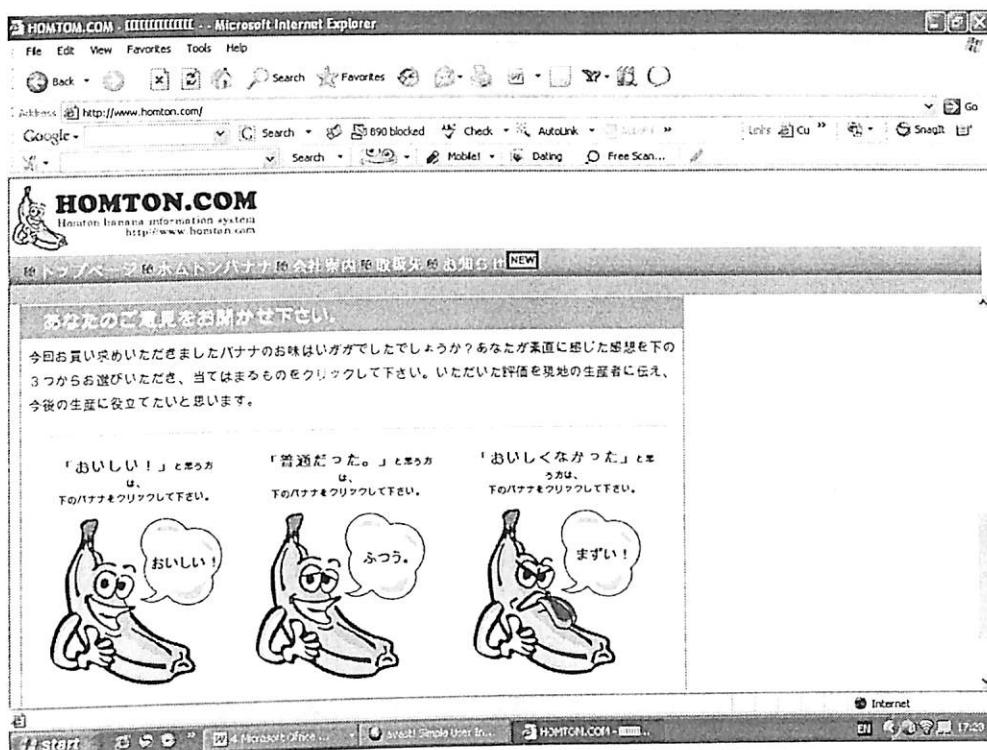 HOMTOM.COM - - - Microsoft Internet Explorer
File Edit View Favorites Tools Help
Back Search Favorites
Address http://www.homton.com/ Go
Google Search 890 blocked Check AutoLink Links Cu SnagIt
Search Mobile! Dating Free Scan...
HOMTON.COM
Homton banana information system
http://www.homton.com
トップページ ホムトンバナナ 会社案内 取扱先 お知らせ NEW
あなたのご意見をお聞かせ下さい。
今回お買い求めいただきましたバナナのお味はいかがでしたでしょうか?あなたが素直に感じた感想を下の
3つからお選びいただき、当てはまるものをクリックして下さい。いただいた評価を現地の生産者に伝え、
今後の生産に役立てたいと思います。
「おいしい!」と思う方
は、
下のバナナをクリックして下さい。
おいしい!
「普通だった。」と思う方
は、
下のバナナをクリックして下さい。
ふつう。
「おいしくなかった」と思
う方は、
下のバナナをクリックして下さい。
まずい!
Internet
start 4 Microsoft Office ... avast! Simple User In... HOMTON.COM - ... EN 17:23